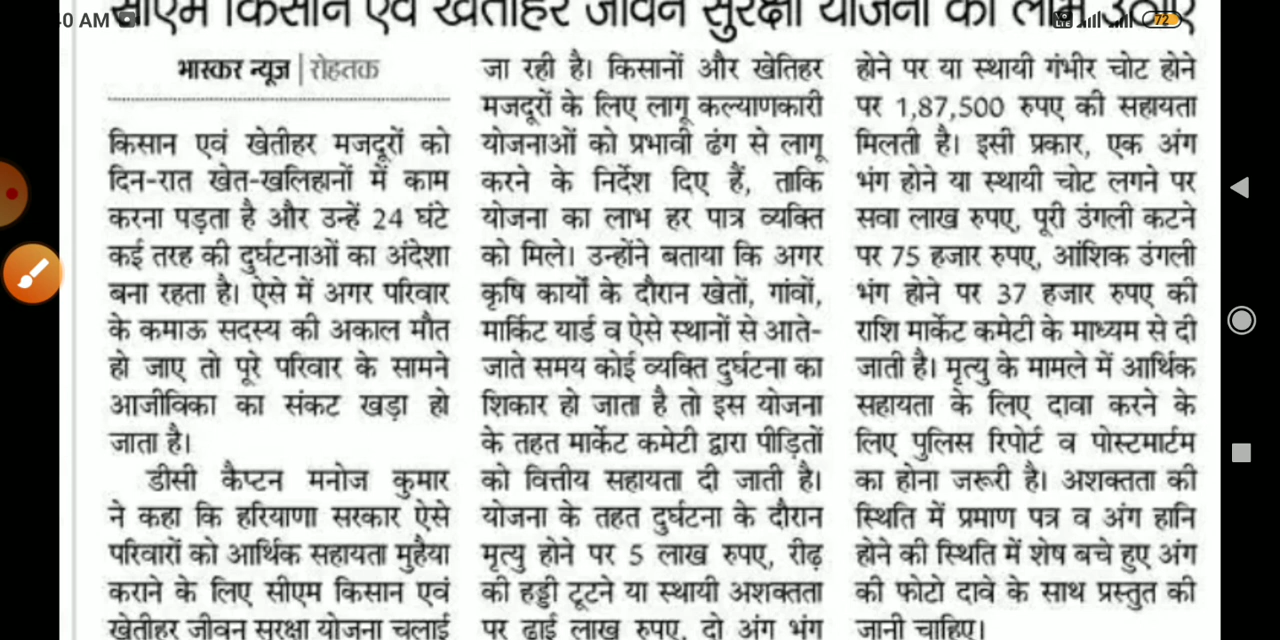 सीएम किसान एवं खेतीहर जीवन सुरक्षा योजना का लाभ उठाएं
:40 AM
72
भास्कर न्यूज | रोहतक
किसान एवं खेतीहर मजदूरों को
दिन-रात खेत-खलिहानों में काम
करना पड़ता है और उन्हें 24 घंटे
कई तरह की दुर्घटनाओं का अंदेशा
बना रहता है। ऐसे में अगर परिवार
के कमाऊ सदस्य की अकाल मौत
हो जाए तो पूरे परिवार के सामने
आजीविका का संकट खड़ा हो
जाता है।
डीसी कैप्टन मनोज कुमार
ने कहा कि हरियाणा सरकार ऐसे
परिवारों को आर्थिक सहायता मुहैया
कराने के लिए सीएम किसान एवं
खेतीहर जीवन सुरक्षा योजना चलाई
जा रही है। किसानों और खेतिहर
मजदूरों के लिए लागू कल्याणकारी
योजनाओं को प्रभावी ढंग से लागू
करने के निर्देश दिए हैं, ताकि
योजना का लाभ हर पात्र व्यक्ति
को मिले। उन्होंने बताया कि अगर
कृषि कार्यों के दौरान खेतों, गांवों,
मार्किट यार्ड व ऐसे स्थानों से आते-
जाते समय कोई व्यक्ति दुर्घटना का
शिकार हो जाता है तो इस योजना
के तहत मार्केट कमेटी द्वारा पीड़ितों
को वित्तीय सहायता दी जाती है।
योजना के तहत दुर्घटना के दौरान
मृत्यु होने पर 5 लाख रुपए, रीढ़
की हड्डी टूटने या स्थायी अशक्तता
पर ढाई लाख रुपए, दो अंग भंग
होने पर या स्थायी गंभीर चोट होने
पर 1,87,500 रुपए की सहायता
मिलती है। इसी प्रकार, एक अंग
भंग होने या स्थायी चोट लगने पर
सवा लाख रुपए, पूरी उंगली कटने
पर 75 हजार रुपए, आंशिक उंगली
भंग होने पर 37 हजार रुपए की
राशि मार्केट कमेटी के माध्यम से दी
जाती है। मृत्यु के मामले में आर्थिक
सहायता के लिए दावा करने के
लिए पुलिस रिपोर्ट व पोस्टमार्टम
का होना जरूरी है। अशक्तता की
स्थिति में प्रमाण पत्र व अंग हानि
होने की स्थिति में शेष बचे हुए अंग
की फोटो दावे के साथ प्रस्तुत की
जानी चाहिए।